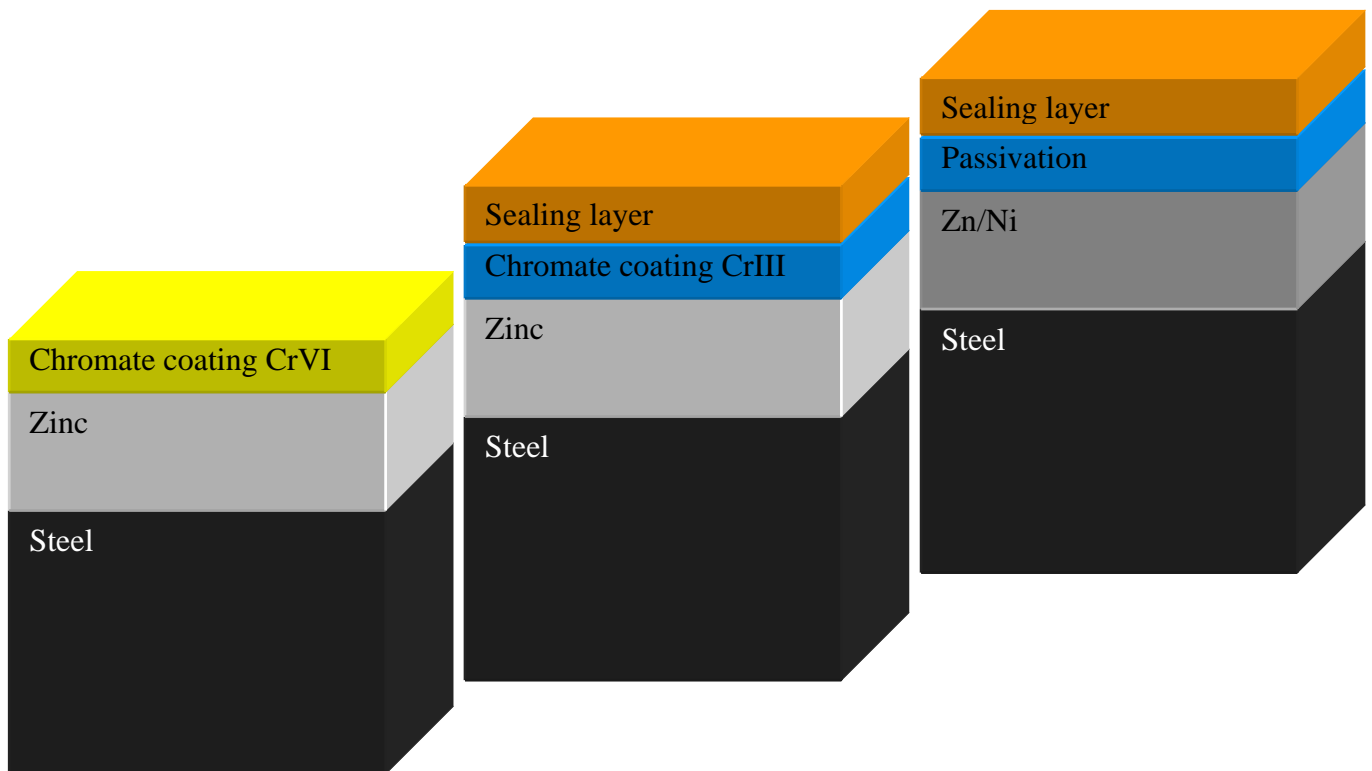 Chromate coating CrVI
Zinc
Steel
Sealing layer
Chromate coating CrIII
Zinc
Steel
Sealing layer
Passivation
Zn/Ni
Steel